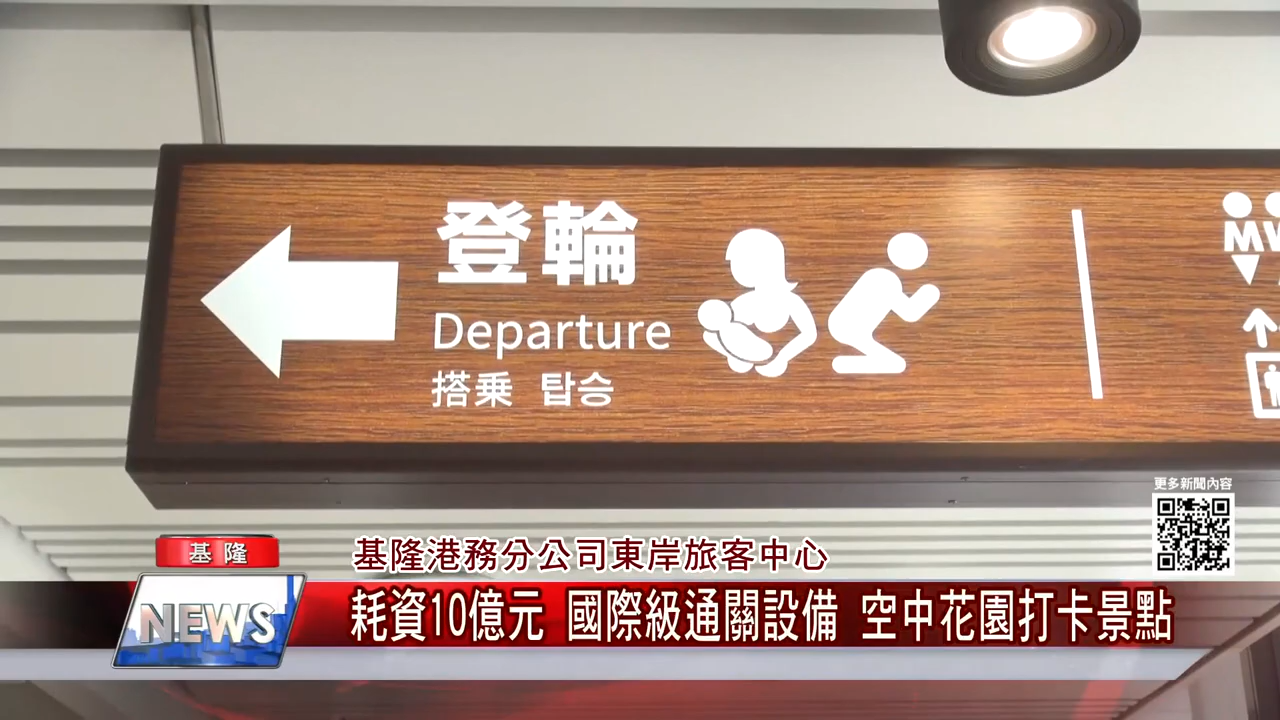 登輪
Departure
搭乗 탑승
更多新聞內容
基隆
基隆港務分公司東岸旅客中心
NEWS
耗資10億元 國際級通關設備 空中花園打卡景點